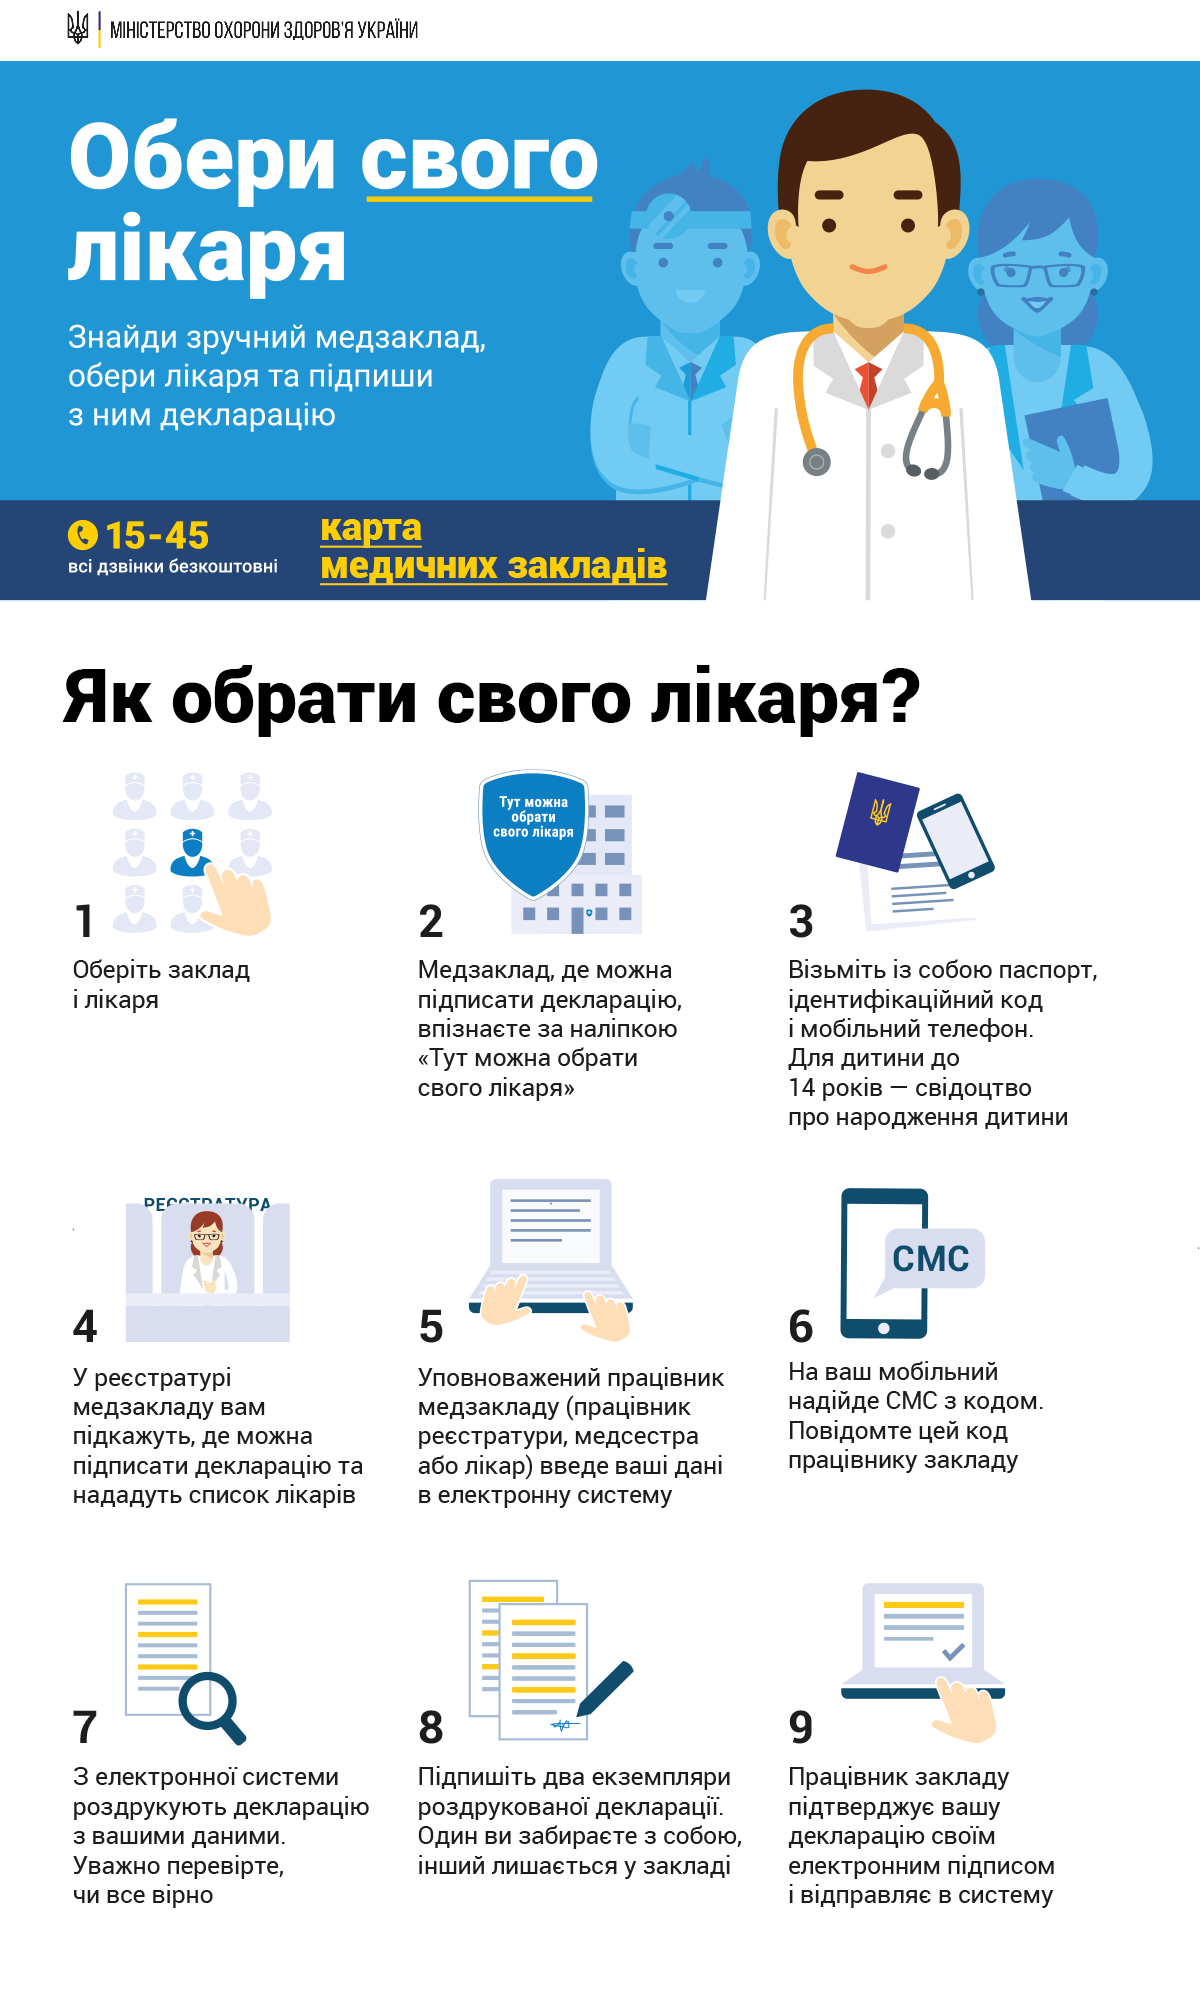 МІНІСТЕРСТВО ОХОРОНИ ЗДОРОВ'Я УКРАЇНИ
Обери свого
лікаря
Знайди зручний медзаклад,
обери лікаря та підпиши
з ним декларацію
15-45
всі дзвінки безкоштовні
карта
медичних закладів
Як обрати свого лікаря?
1
Оберіть заклад
і лікаря
Тут можна
обрати
свого лікаря
2
Медзаклад, де можна
підписати декларацію,
впізнаєте за наліпкою
«Тут можна обрати
свого лікаря»
3
Візьміть із собою паспорт,
ідентифікаційний код
і мобільний телефон.
Для дитини до
14 років — свідоцтво
про народження дитини
РЕЄСТРАТУРА
4
У реєстратурі
медзакладу вам
підкажуть, де можна
підписати декларацію та
нададуть список лікарів
5
Уповноважений працівник
медзакладу (працівник
реєстратури, медсестра
або лікар) введе ваші дані
в електронну систему
СМС
6
На ваш мобільний
надійде СМС з кодом.
Повідомте цей код
працівнику закладу
7
З електронної системи
роздрукують декларацію
з вашими даними.
Уважно перевірте,
чи все вірно
8
Підпишіть два екземпляри
роздрукованої декларації.
Один ви забираєте з собою,
інший лишається у закладі
9
Працівник закладу
підтверджує вашу
декларацію своїм
електронним підписом
і відправляє в систему